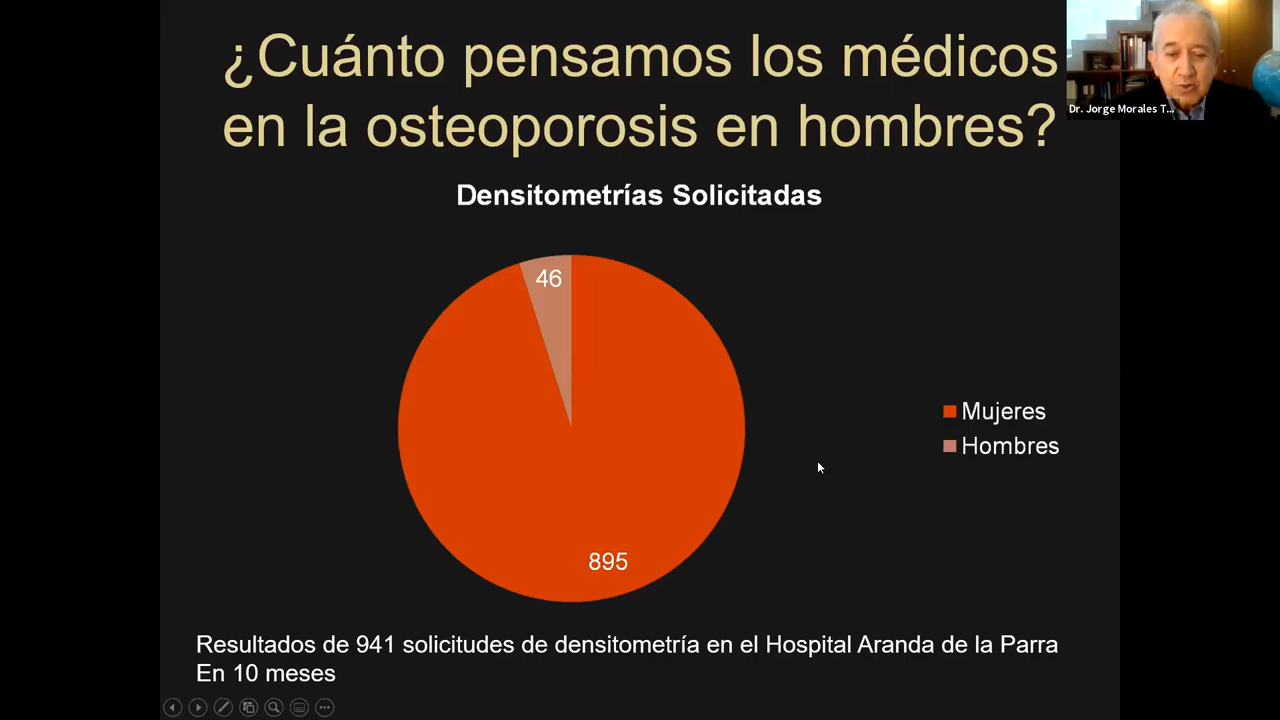 ¿Cuánto pensamos los médicos
en la osteoporosis en hombres?
Dr. Jorge Morales T...
Densitometrías Solicitadas
46
895
Mujeres
Hombres
Resultados de 941 solicitudes de densitometría en el Hospital Aranda de la Parra
En 10 meses